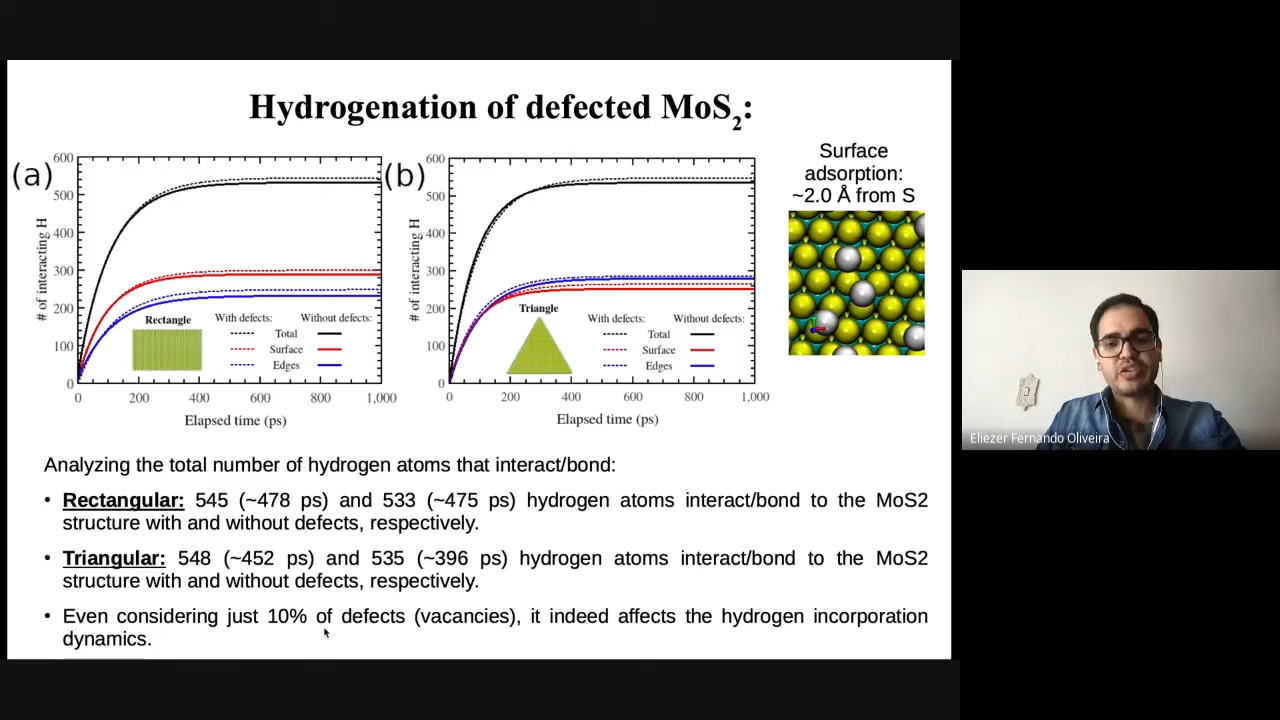 Hydrogenation of defected MoS2:
(a)
600
500
400
300
200
100
0
# of interacting H
Rectangle
With defects: Without defects:
Total
Surface
Edges
0 200 400 600 800 1,000
Elapsed time (ps)
(b)
600
500
400
300
200
100
0
# of interacting H
Triangle
With defects: Without defects:
Total
Surface
Edges
200 400 600 800 1,000
Elapsed time (ps)
Surface
adsorption:
~2.0 Å from S
Eliezer Fernando Oliveira
Analyzing the total number of hydrogen atoms that interact/bond:
• Rectangular: 545 (~478 ps) and 533 (~475 ps) hydrogen atoms interact/bond to the MoS2
structure with and without defects, respectively.
• Triangular: 548 (~452 ps) and 535 (~396 ps) hydrogen atoms interact/bond to the MoS2
structure with and without defects, respectively.
• Even considering just 10% of defects (vacancies), it indeed affects the hydrogen incorporation
dynamics.